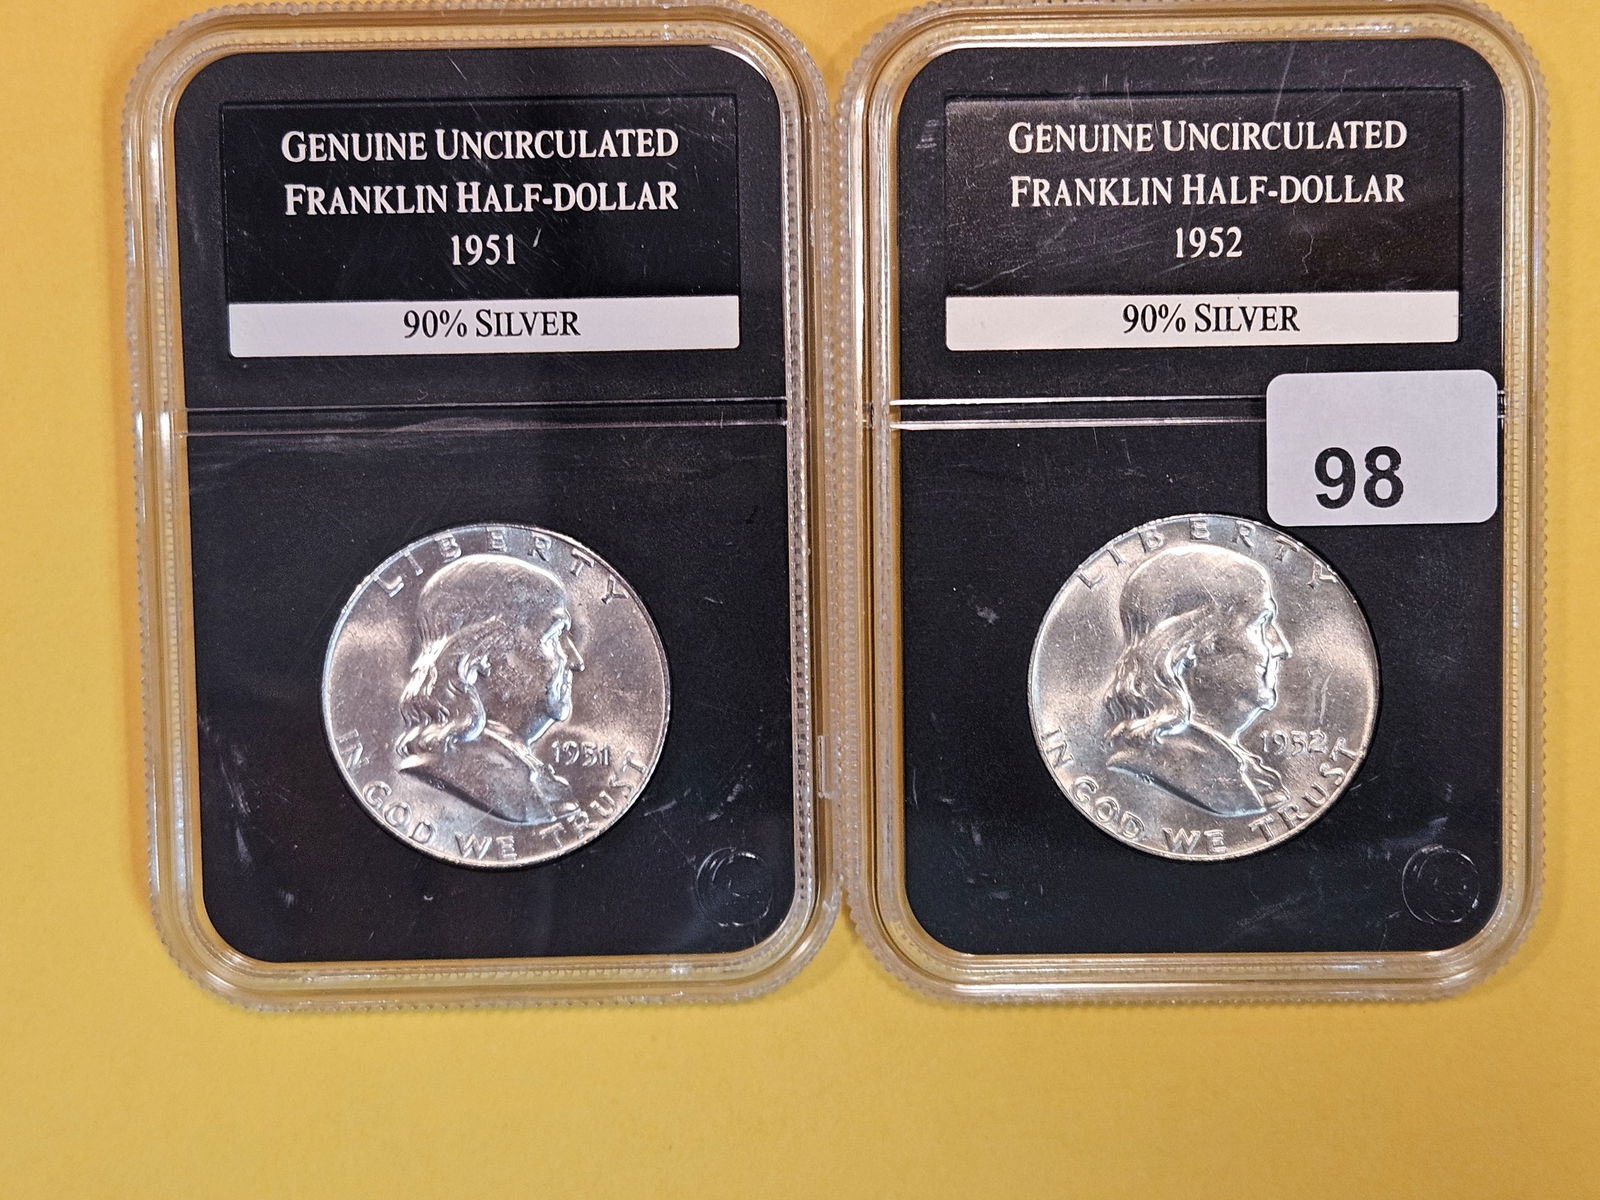 GENUINE UNCIRCULATED
FRANKLIN HALF-DOLLAR
1951
90% SILVER
LIBERTY
1951
IN GOD WE TRUST
GENUINE UNCIRCULATED
FRANKLIN HALF-DOLLAR
1952
90% SILVER
98
LIBERTY
1952
IN GOD WE TRUST